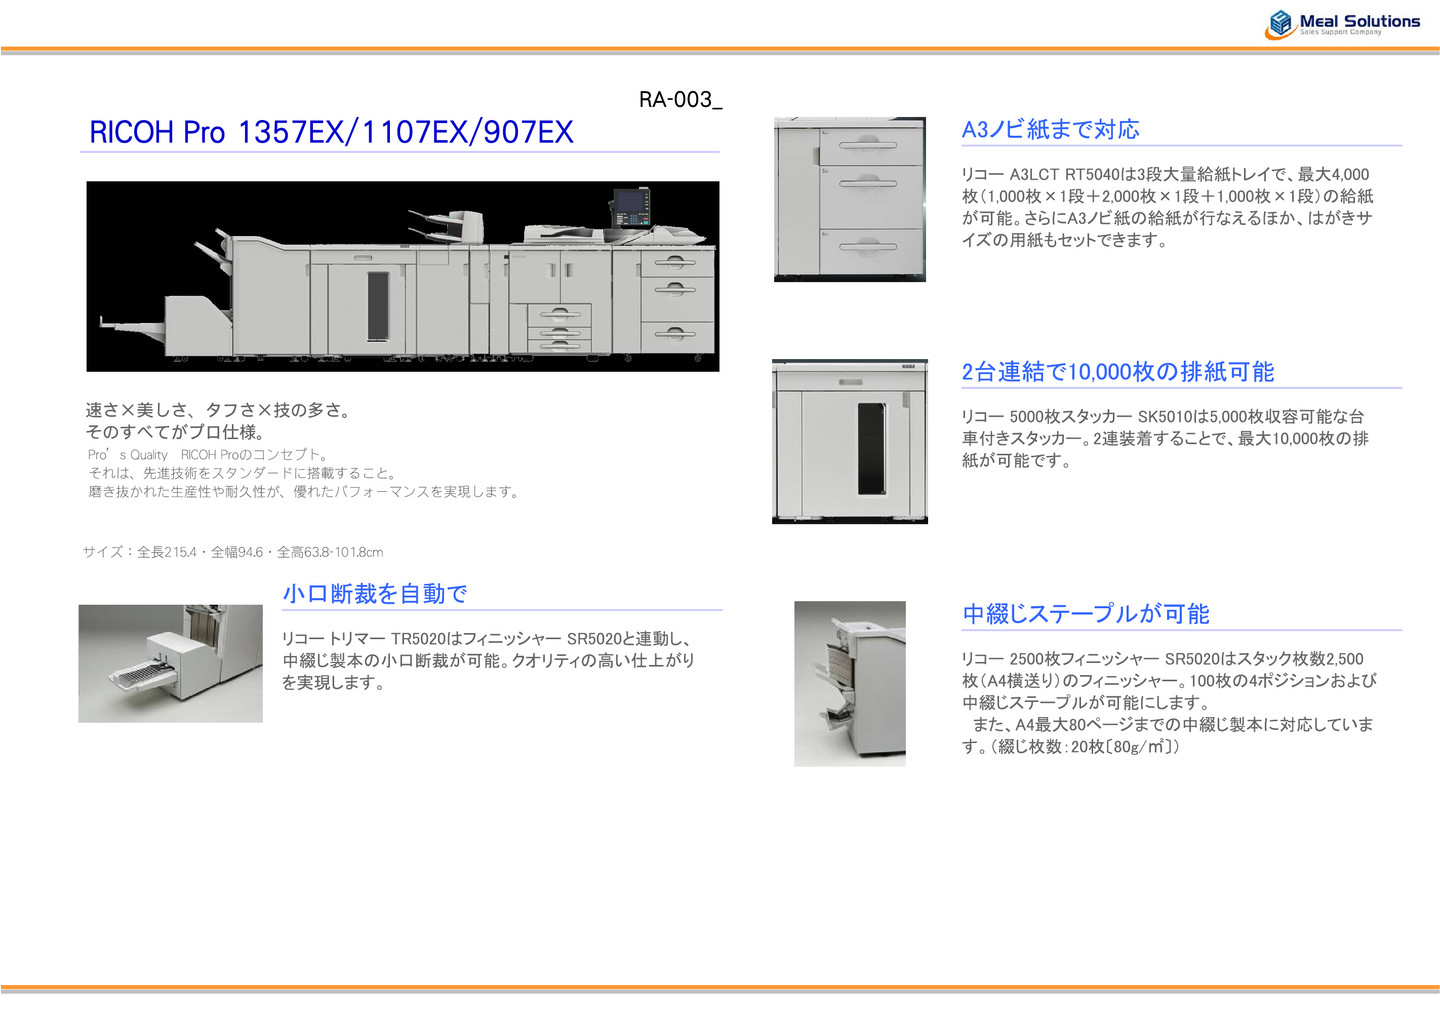 Meal Solutions
Sales Support Company
RA-003_
RICOH Pro 1357EX/1107EX/907EX
速さ×美しさ、タフさ×技の多さ。
そのすべてがプロ仕様。
Pro’s Quality　RICOH Proのコンセプト。
それは、先進技術をスタンダードに搭載すること。
磨き抜かれた生産性や耐久性が、優れたパフォーマンスを実現します。
サイズ：全長215.4・全幅94.6・全高63.8-101.8cm
小口断裁を自動で
リコー トリマー TR5020はフィニッシャー SR5020と連動し、
中綴じ製本の小口断裁が可能。クオリティの高い仕上がり
を実現します。
A3ノビ紙まで対応
リコー A3LCT RT5040は3段大量給紙トレイで、最大4,000
枚（1,000枚×1段＋2,000枚×1段＋1,000枚×1段）の給紙
が可能。さらにA3ノビ紙の給紙が行なえるほか、はがきサ
イズの用紙もセットできます。
2台連結で10,000枚の排紙可能
リコー 5000枚スタッカー SK5010は5,000枚収容可能な台
車付きスタッカー。2連装着することで、最大10,000枚の排
紙が可能です。
中綴じステープルが可能
リコー 2500枚フィニッシャー SR5020はスタック枚数2,500
枚（A4横送り）のフィニッシャー。100枚の4ポジションおよび
中綴じステープルが可能にします。
　また、A4最大80ページまでの中綴じ製本に対応していま
す。（綴じ枚数：20枚〔80g/㎡〕）